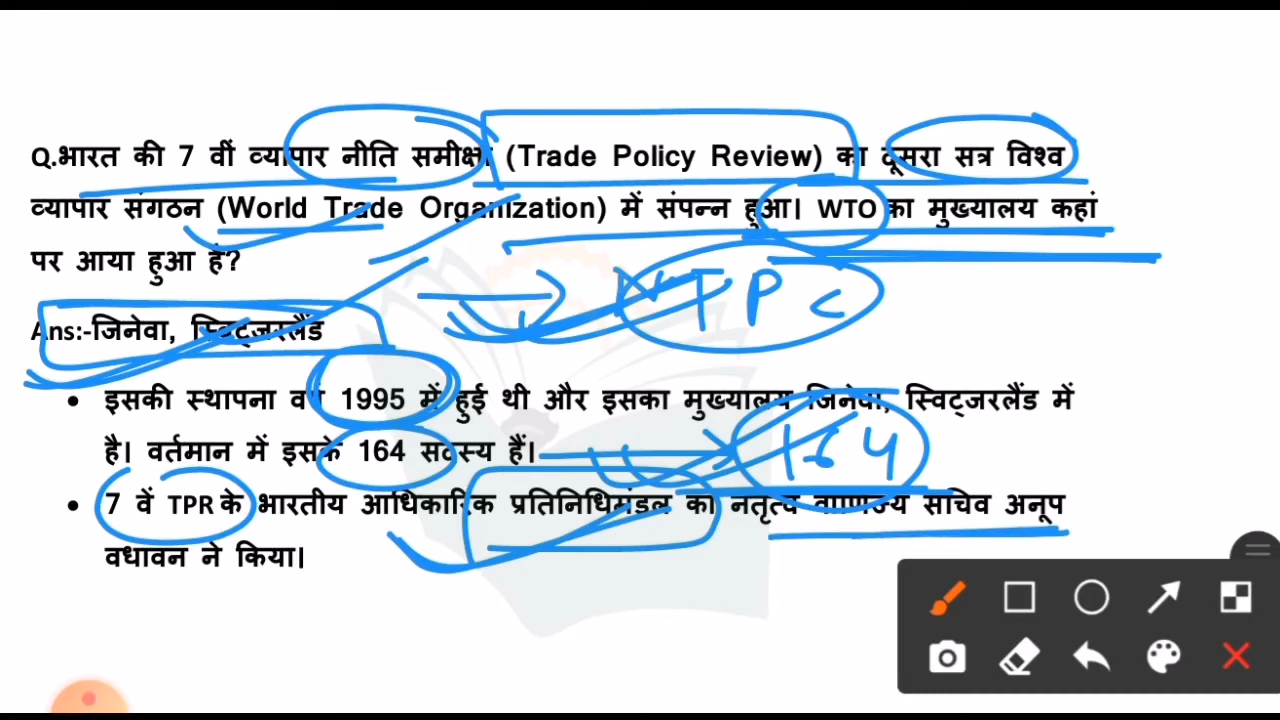 Q.भारत की 7 वीं व्यापार नीति समीक्षा (Trade Policy Review) का दूसरा सत्र विश्व
व्यापार संगठन (World Trade Organization) में संपन्न हुआ। WTO का मुख्यालय कहां
पर आया हुआ है?
NTPC
Ans:-जिनेवा, स्विट्जरलैंड
• इसकी स्थापना वर्ष 1995 में हुई थी और इसका मुख्यालय जिनेवा, स्विट्जरलैंड में
है। वर्तमान में इसके 164 सदस्य हैं।
164
• 7 वें TPR के भारतीय आधिकारिक प्रतिनिधिमंडल का नेतृत्व वाणिज्य सचिव अनूप
वधावन ने किया।